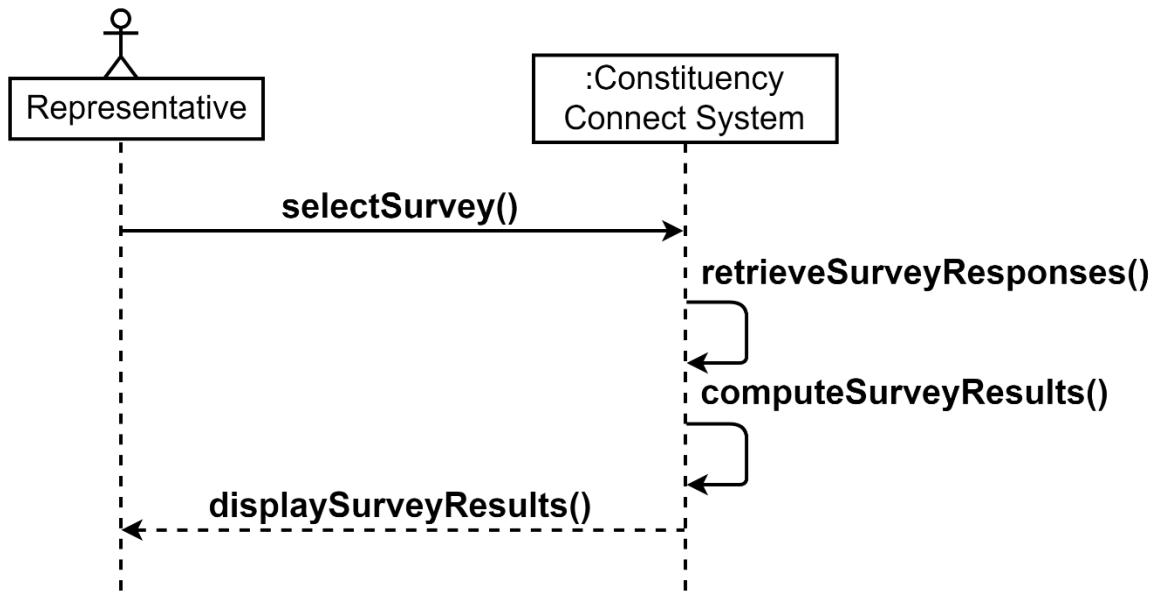 Representative
:Constituency
Connect System
selectSurvey()
retrieveSurveyResponses()
computeSurveyResults()
displaySurveyResults()